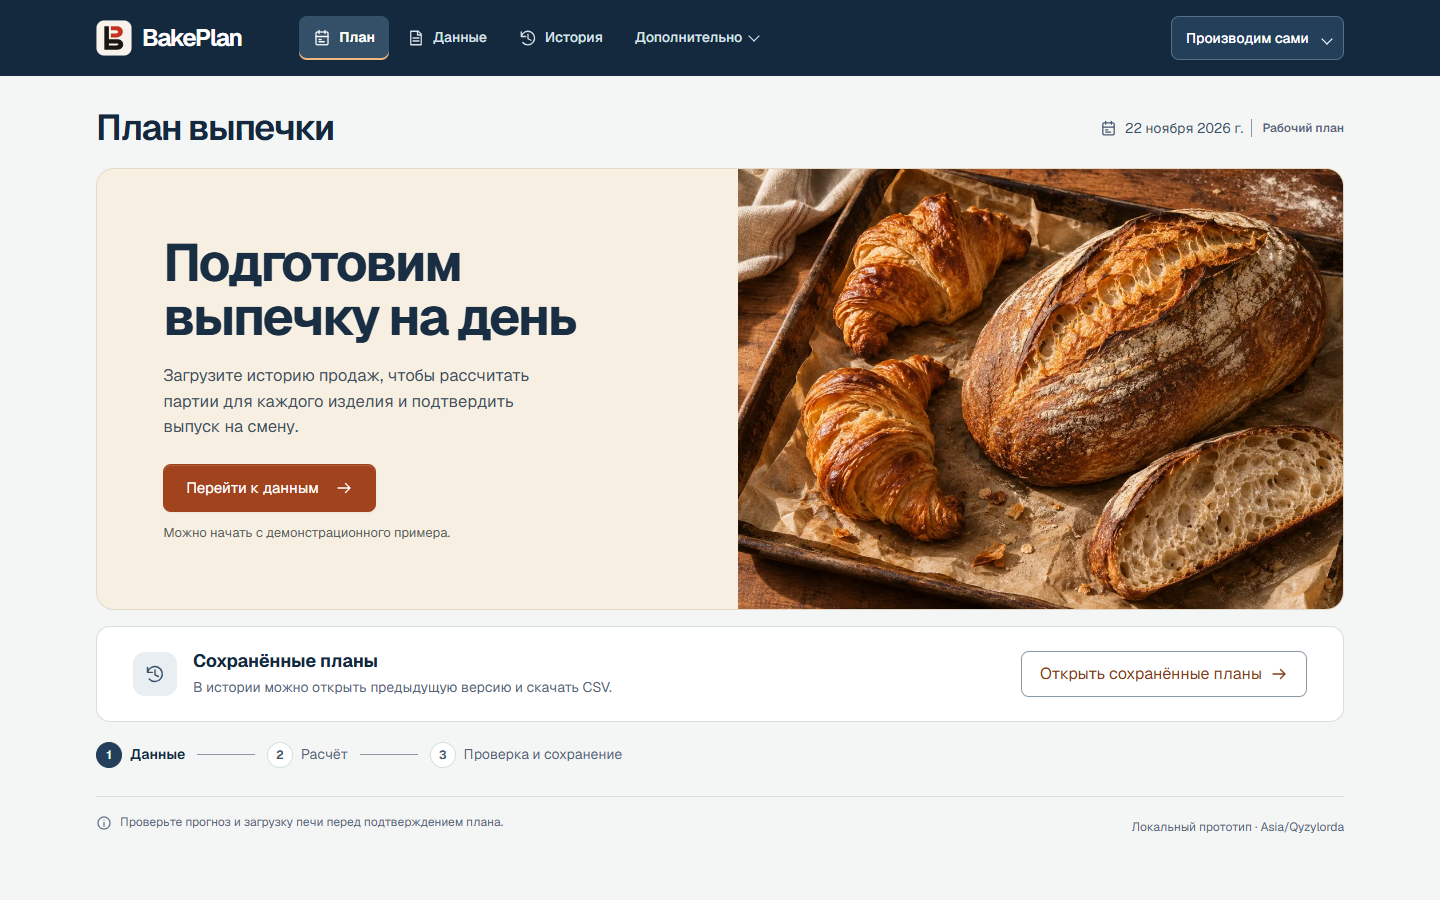 BakePlan
План
Данные
История
Дополнительно
Производим сами
План выпечки
22 ноября 2026 г.
Рабочий план
Подготовим
выпечку на день
Загрузите историю продаж, чтобы рассчитать
партии для каждого изделия и подтвердить
выпуск на смену.
Перейти к данным
Можно начать с демонстрационного примера.
Сохранённые планы
В истории можно открыть предыдущую версию и скачать CSV.
Открыть сохранённые планы
1 Данные
2 Расчёт
3 Проверка и сохранение
Проверьте прогноз и загрузку печи перед подтверждением плана.
Локальный прототип · Asia/Qyzylorda